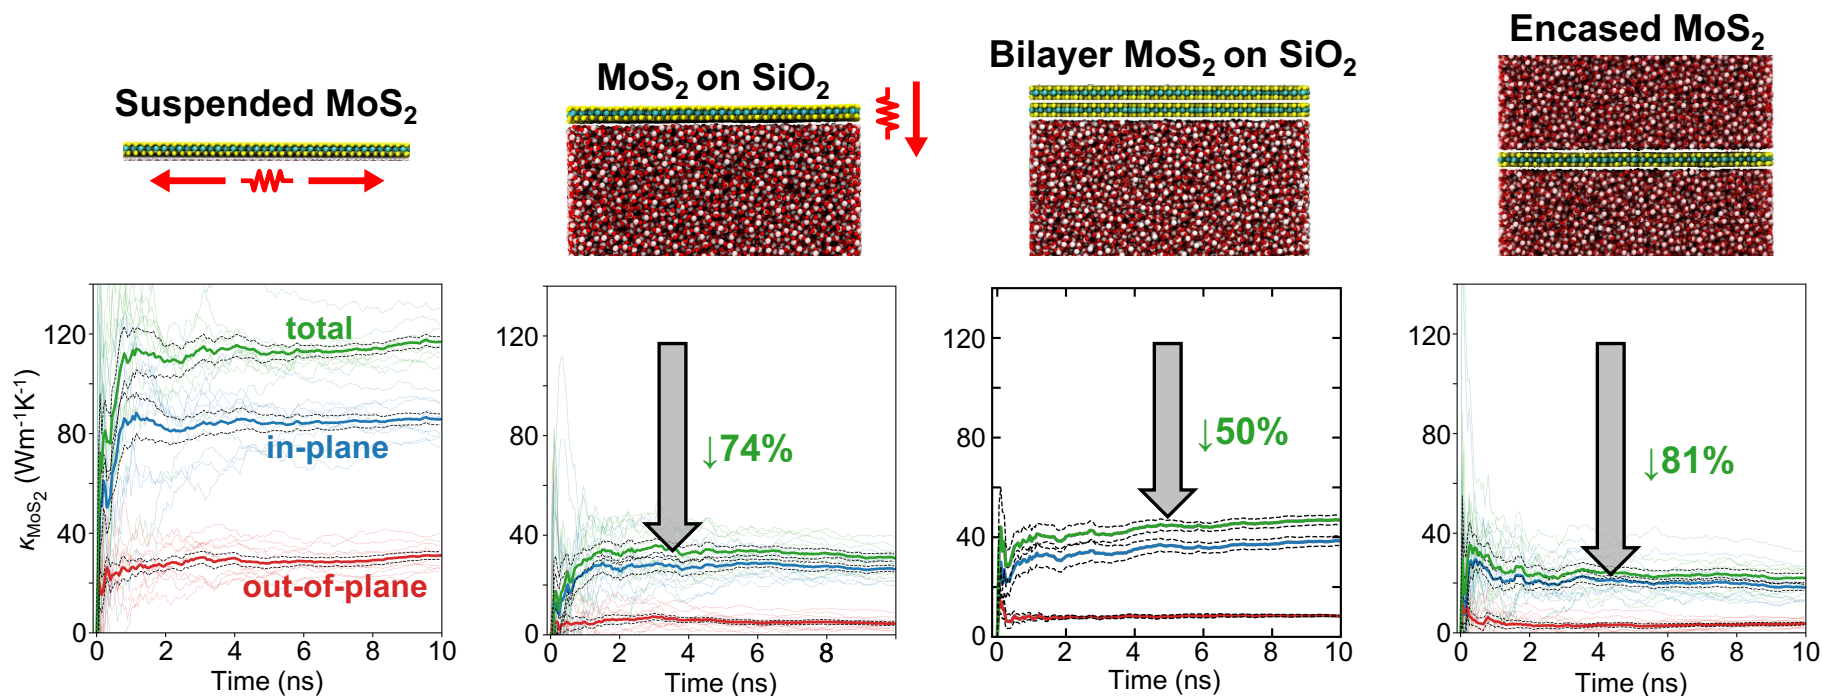 Suspended MoS₂
MoS₂ on SiO₂
Bilayer MoS₂ on SiO₂
Encased MoS₂
κMoS₂ (Wm⁻¹K⁻¹)
120
80
40
0
total
in-plane
out-of-plane
0 2 4 6 8 10
Time (ns)
120
80
40
0
↓74%
0 2 4 6 8
Time (ns)
120
80
40
0
↓50%
0 2 4 6 8 10
Time (ns)
120
80
40
0
↓81%
0 2 4 6 8 10
Time (ns)